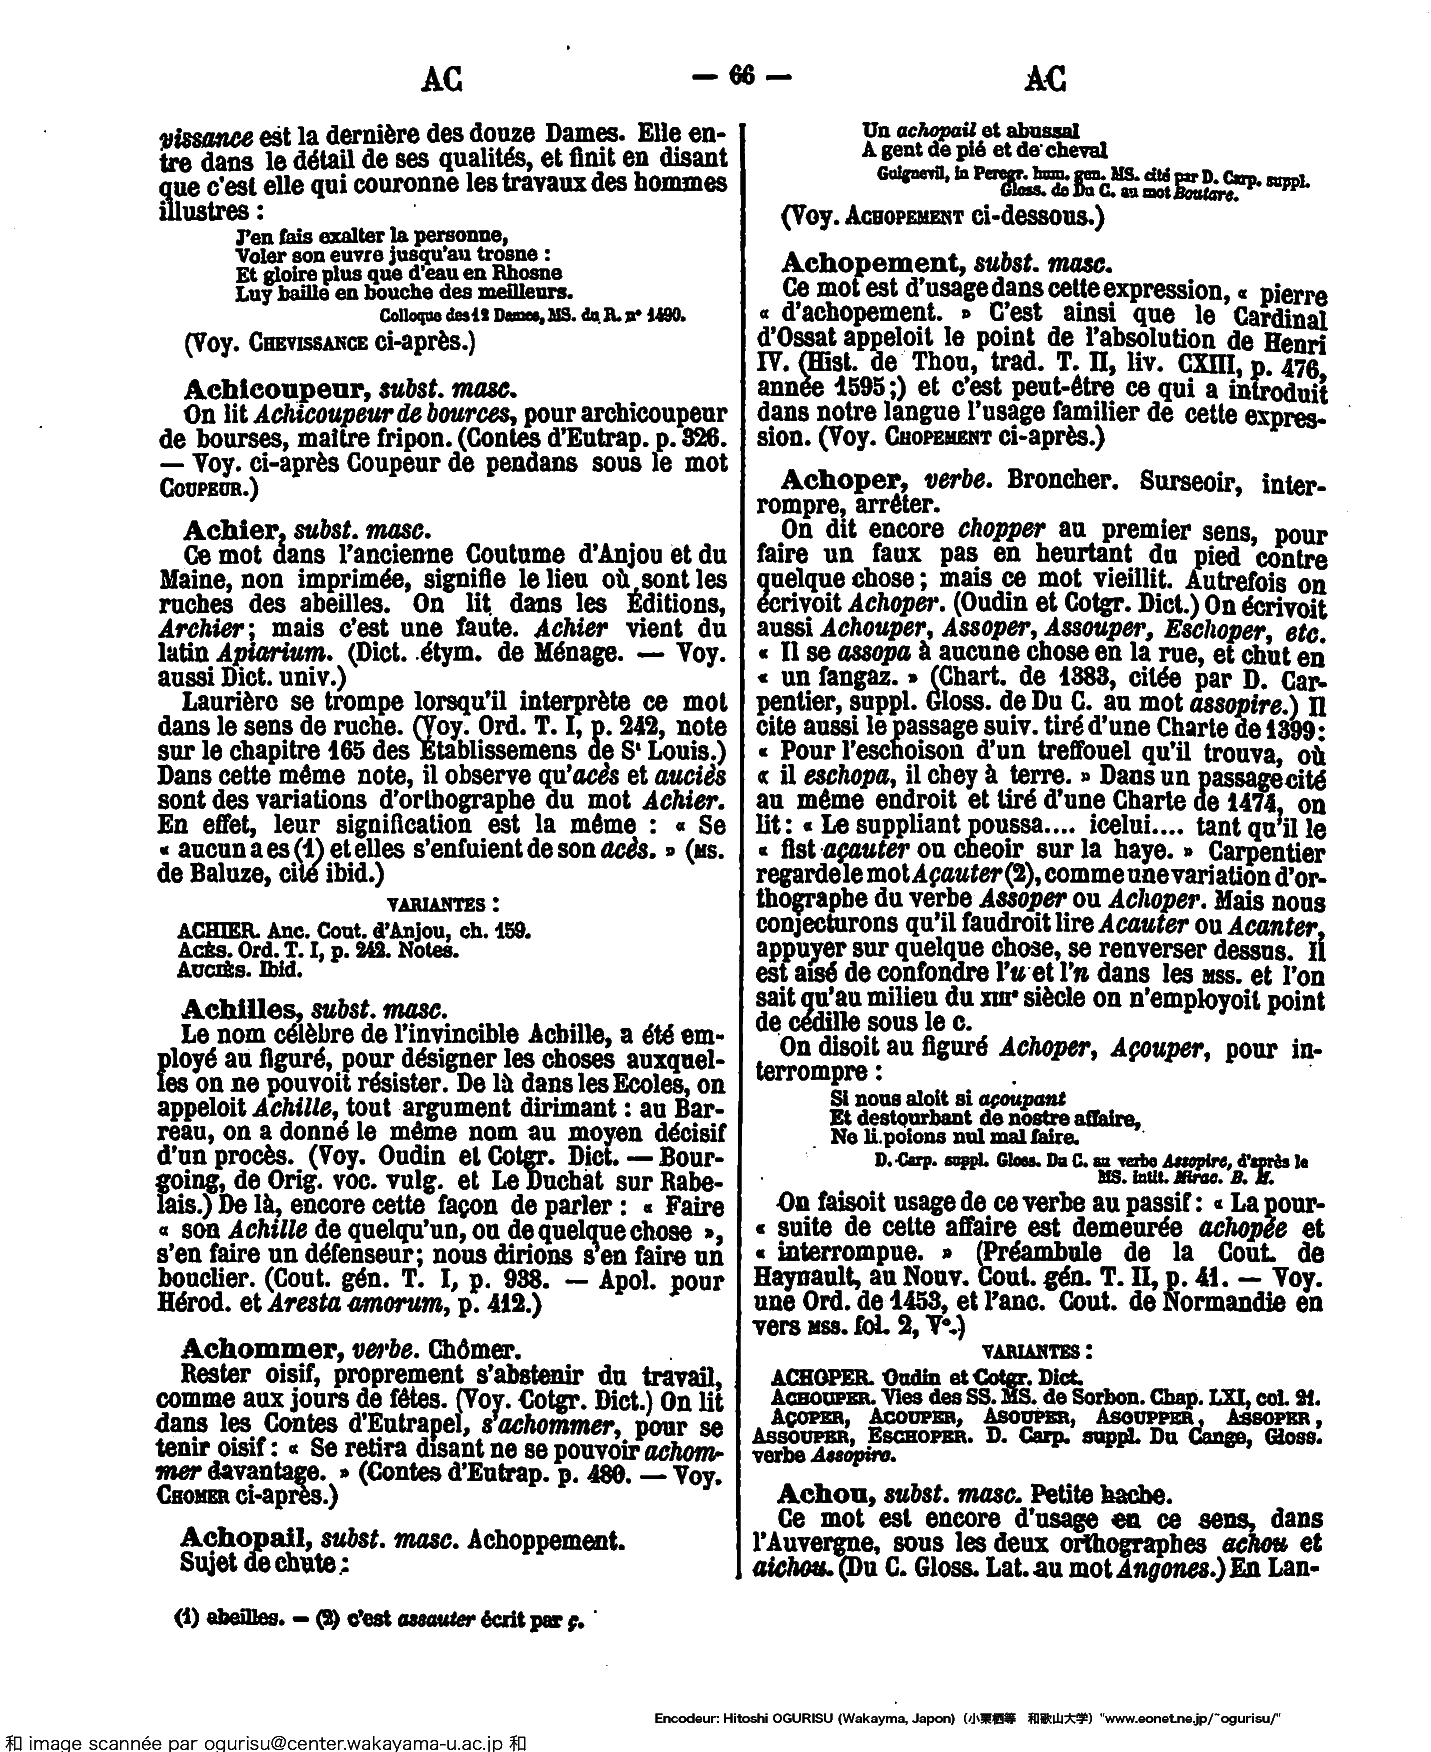 AC
— 66 —
AC
vissance est la dernière des douze Dames. Elle en-
tre dans le détail de ses qualités, et finit en disant
que c'est elle qui couronne les travaux des hommes
illustres :
J'en fais exalter la personne,
Voler son euvre jusqu'au trosne :
Et gloire plus que d'eau en Rhosne
Luy baille en bouche des meilleurs.
Colloque des 12 Dames, MS. du R. n° 1490.
(Voy. CHEVISSANCE ci-après.)
Achicoupeur, subst. masc.
On lit Achicoupeur de bources, pour archicoupeur
de bourses, maître fripon. (Contes d'Eutrap. p. 326.
— Voy. ci-après Coupeur de pendans sous le mot
COUPEUR.)
Achier, subst. masc.
Ce mot dans l'ancienne Coutume d'Anjou et du
Maine, non imprimée, signifie le lieu où sont les
ruches des abeilles. On lit dans les Éditions,
Archier; mais c'est une faute. Achier vient du
latin Apiarium. (Dict. étym. de Ménage. — Voy.
aussi Dict. univ.)
Laurière se trompe lorsqu'il interprète ce mot
dans le sens de ruche. (Voy. Ord. T. I, p. 242, note
sur le chapitre 165 des Établissemens de St Louis.)
Dans cette même note, il observe qu'acès et auciès
sont des variations d'orthographe du mot Achier.
En effet, leur signification est la même : « Se
« aucun a es (1) et elles s'enfuient de son acès. » (MS.
de Baluze, cité ibid.)
VARIANTES :
ACHIER. Anc. Cout. d'Anjou, ch. 159.
ACÈS. Ord. T. I, p. 242. Notes.
AUCIÈS. Ibid.
Achilles, subst. masc.
Le nom célèbre de l'invincible Achille, a été em-
ployé au figuré, pour désigner les choses auxquel-
les on ne pouvoit résister. De là dans les Ecoles, on
appeloit Achille, tout argument dirimant : au Bar-
reau, on a donné le même nom au moyen décisif
d'un procès. (Voy. Oudin et Cotgr. Dict. — Bour-
going, de Orig. voc. vulg. et Le Duchat sur Rabe-
lais.) De là, encore cette façon de parler : « Faire
« son Achille de quelqu'un, ou de quelque chose »,
s'en faire un défenseur; nous dirions s'en faire un
bouclier. (Cout. gén. T. I, p. 938. — Apol. pour
Hérod. et Aresta amorum, p. 412.)
Achommer, verbe. Chômer.
Rester oisif, proprement s'abstenir du travail,
comme aux jours de fêtes. (Voy. Cotgr. Dict.) On lit
dans les Contes d'Eutrapel, s'achommer, pour se
tenir oisif : « Se retira disant ne se pouvoir achom-
mer davantage. » (Contes d'Eutrap. p. 480. — Voy.
CHOMER ci-après.)
Achopail, subst. masc. Achoppement.
Sujet de chute :
Un achopail et abussal
A gent de pié et de cheval
Guignevil, in Peregr. hum. gen. MS. cité par D. Carp. suppl.
Gloss. de Du C. au mot Boutare.
(Voy. ACHOPEMENT ci-dessous.)
Achopement, subst. masc.
Ce mot est d'usage dans cette expression, « pierre
« d'achopement. » C'est ainsi que le Cardinal
d'Ossat appeloit le point de l'absolution de Henri
IV. (Hist. de Thou, trad. T. II, liv. CXIII, p. 476,
année 1595;) et c'est peut-être ce qui a introduit
dans notre langue l'usage familier de cette expres-
sion. (Voy. CHOPEMENT ci-après.)
Achoper, verbe. Broncher. Surseoir, inter-
rompre, arrêter.
On dit encore chopper au premier sens, pour
faire un faux pas en heurtant du pied contre
quelque chose; mais ce mot vieillit. Autrefois on
écrivoit Achoper. (Oudin et Cotgr. Dict.) On écrivoit
aussi Achouper, Assoper, Assouper, Eschoper, etc.
« Il se assopa à aucune chose en la rue, et chut en
« un fangaz. » (Chart. de 1383, citée par D. Car-
pentier, suppl. Gloss. de Du C. au mot assopire.) Il
cite aussi le passage suiv. tiré d'une Charte de 1399:
« Pour l'eschoison d'un treffouel qu'il trouva, où
« il eschopa, il chey à terre. » Dans un passage cité
au même endroit et tiré d'une Charte de 1474, on
lit : « Le suppliant poussa.... icelui.... tant qu'il le
« fist açauter ou cheoir sur la haye. » Carpentier
regarde le mot Açauter (2), comme une variation d'or-
thographe du verbe Assoper ou Achoper. Mais nous
conjecturons qu'il faudroit lire Acauter ou Acanter,
appuyer sur quelque chose, se renverser dessus. Il
est aisé de confondre l'u et l'n dans les MSS. et l'on
sait qu'au milieu du XIIIe siècle on n'employoit point
de cédille sous le c.
On disoit au figuré Achoper, Açouper, pour in-
terrompre :
Si nous aloit si açoupant
Et destourbant de nostre affaire,
Ne li poions nul mal faire.
D. Carp. suppl. Gloss. Du C. au verbe Assopire, d'après le
MS. intit. Mirac. B. M.
On faisoit usage de ce verbe au passif : « La pour-
« suite de cette affaire est demeurée achopée et
« interrompue. » (Préambule de la Cout. de
Haynault, au Nouv. Cout. gén. T. II, p. 41. — Voy.
une Ord. de 1453, et l'anc. Cout. de Normandie en
vers MSS. fol. 2, V°.)
VARIANTES :
ACHOPER. Oudin et Cotgr. Dict.
ACHOUPER. Vies des SS. MS. de Sorbon. Chap. LXI, col. 21.
AÇOPER, ACOUPER, ASOUPER, ASOUPPER, ASSOPER,
ASSOUPER, ESCHOPER. D. Carp. suppl. Du Cange, Gloss.
verbe Assopire.
Achou, subst. masc. Petite hache.
Ce mot est encore d'usage en ce sens, dans
l'Auvergne, sous les deux orthographes achou et
aichou. (Du C. Gloss. Lat. au mot Angones.) En Lan-
(1) abeilles. — (2) c'est assauter écrit par ç.
Encodeur: Hitoshi OGURISU (Wakayma, Japon) (小栗栖等 和歌山大学) "www.eonet.ne.jp/~ogurisu/"
和 image scannée par ogurisu@center.wakayama-u.ac.jp 和